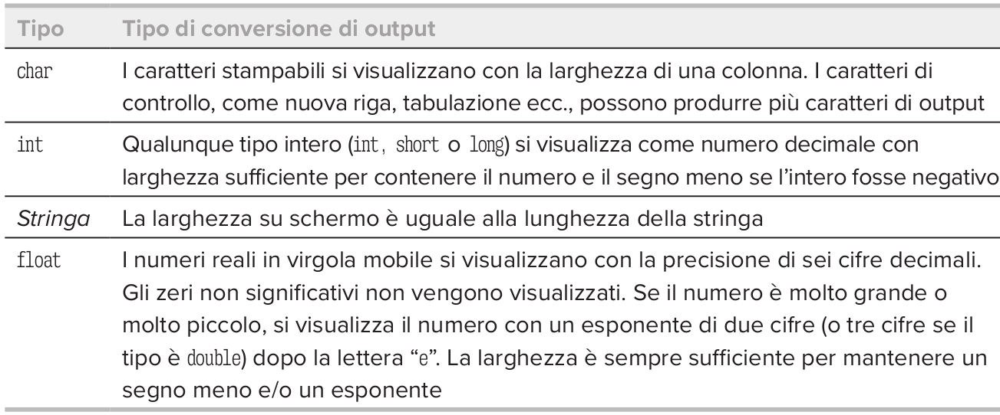 Tipo Tipo di conversione di output
char I caratteri stampabili si visualizzano con la larghezza di una colonna. I caratteri di
controllo, come nuova riga, tabulazione ecc., possono produrre più caratteri di output
int Qualunque tipo intero (int, short o long) si visualizza come numero decimale con
larghezza sufficiente per contenere il numero e il segno meno se l’intero fosse negativo
Stringa La larghezza su schermo è uguale alla lunghezza della stringa
float I numeri reali in virgola mobile si visualizzano con la precisione di sei cifre decimali.
Gli zeri non significativi non vengono visualizzati. Se il numero è molto grande o
molto piccolo, si visualizza il numero con un esponente di due cifre (o tre cifre se il
tipo è double) dopo la lettera “e”. La larghezza è sempre sufficiente per mantenere un
segno meno e/o un esponente